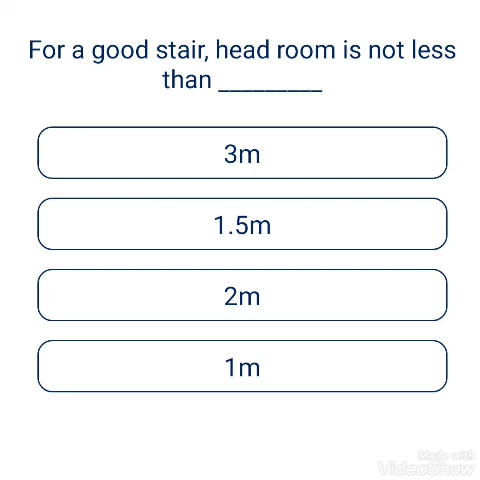 For a good stair, head room is not less
than _________
3m
1.5m
2m
1m
Made with
VideoShow